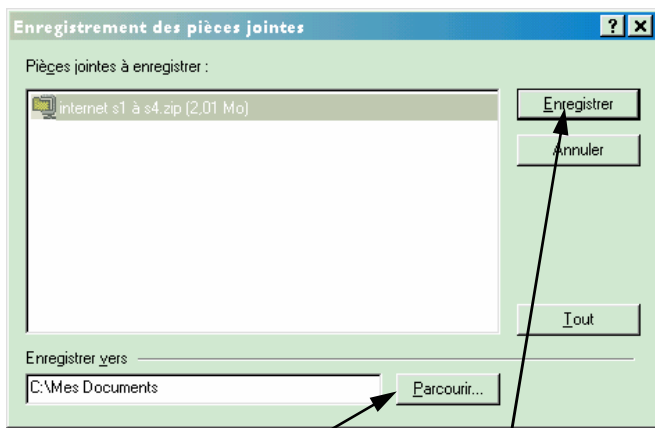 Enregistrement des pièces jointes
Pièces jointes à enregistrer :
internet s1 à s4.zip (2,01 Mo)
Enregistrer
Annuler
Tout
Enregistrer vers
C:\Mes Documents
Parcourir...